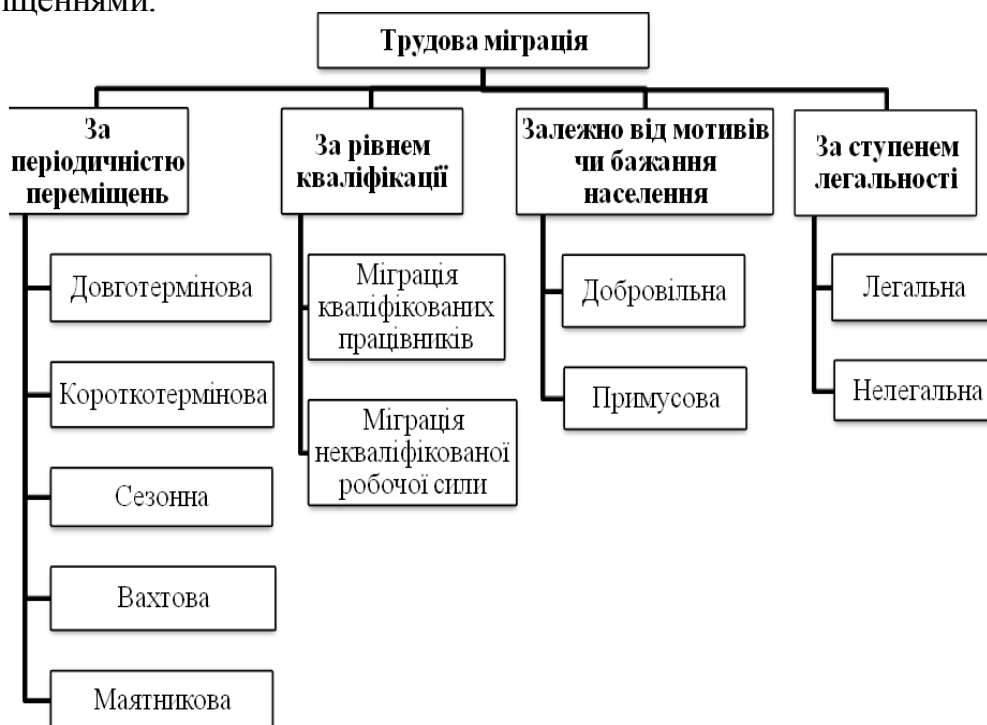 іщеннями.
Трудова міграція
За
періодичністю
переміщень
Довготермінова
Короткотермінова
Сезонна
Вахтова
Маятникова
За рівнем
кваліфікації
Міграція
кваліфікованих
працівників
Міграція
некваліфікованої
робочої сили
Залежно від мотивів
чи бажання
населення
Добровільна
Примусова
За ступенем
легальності
Легальна
Нелегальна